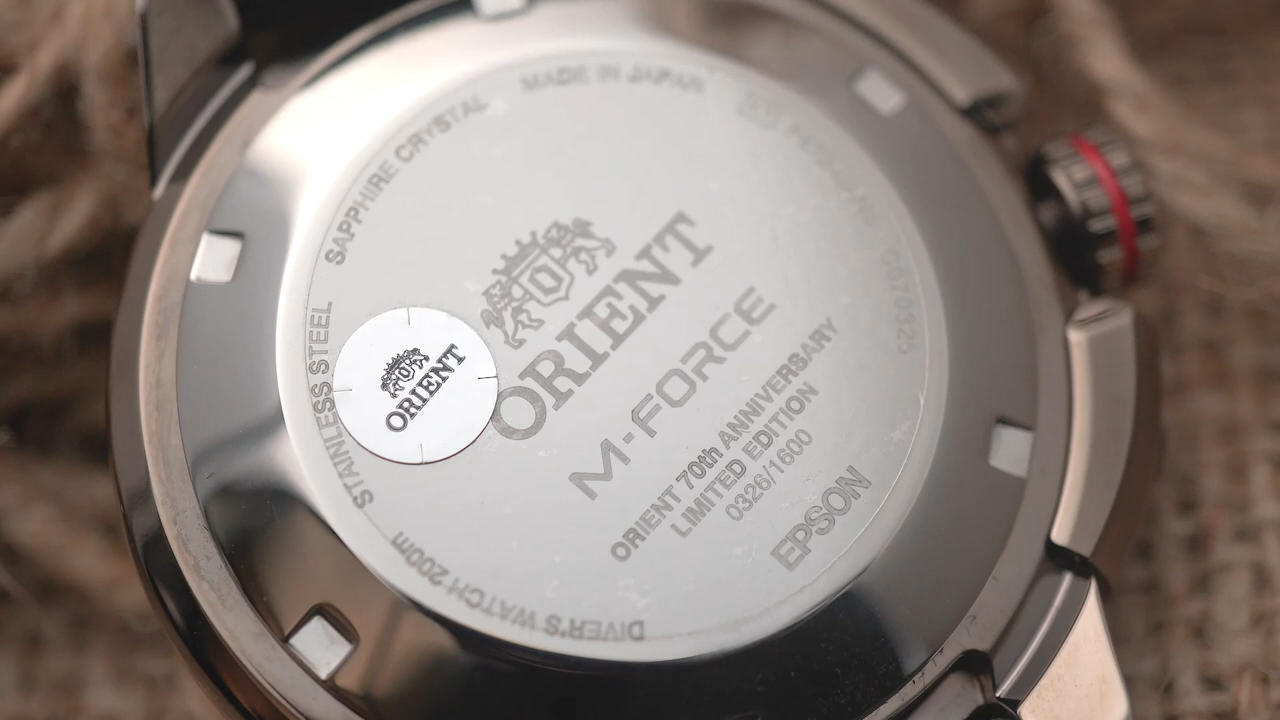 MADE IN JAPAN
SAPPHIRE CRYSTAL
STAINLESS STEEL
DIVER'S WATCH 200m
O
ORIENT
M-FORCE
ORIENT 70th ANNIVERSARY
LIMITED EDITION
0326/1600
EPSON
O
ORIENT